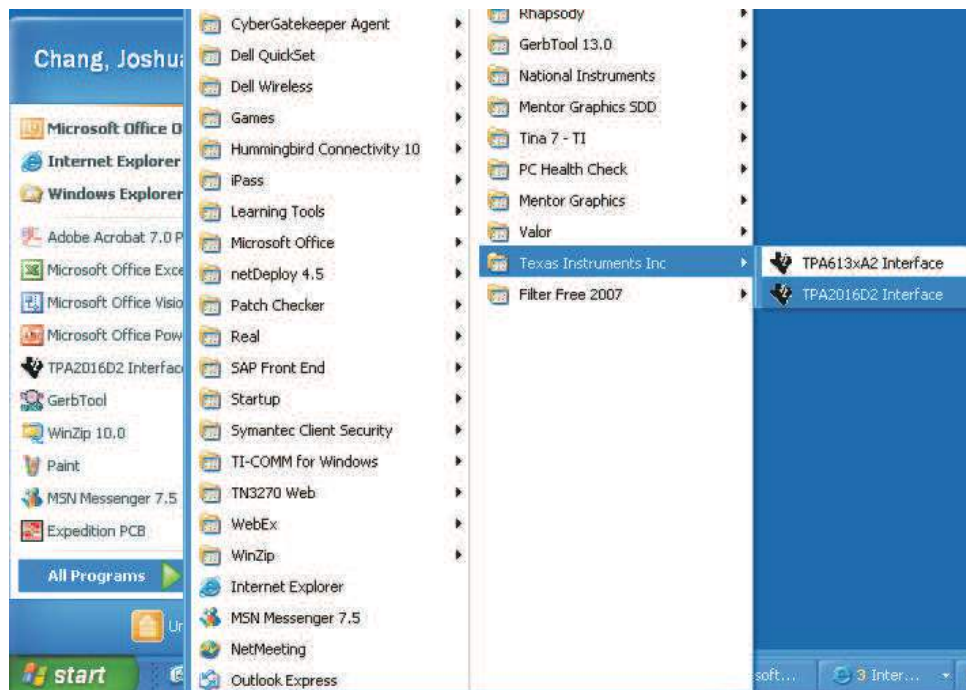 Chang, Joshua
Microsoft Office O
Internet Explorer
Windows Explorer
Adobe Acrobat 7.0 P
Microsoft Office Exce
Microsoft Office Visio
Microsoft Office Pow
TPA2016D2 Interfac
GerbTool
WinZip 10.0
Paint
MSN Messenger 7.5
Expedition PCB
All Programs
Un
start
CyberGatekeeper Agent
Dell QuickSet
Dell Wireless
Games
Hummingbird Connectivity 10
iPass
Learning Tools
Microsoft Office
netDeploy 4.5
Patch Checker
Real
SAP Front End
Startup
Symantec Client Security
TI-COMM for Windows
TN3270 Web
WebEx
WinZip
Internet Explorer
MSN Messenger 7.5
NetMeeting
Outlook Express
Rhapsody
GerbTool 13.0
National Instruments
Mentor Graphics SDD
Tina 7 - TI
PC Health Check
Mentor Graphics
Valor
Texas Instruments Inc
Filter Free 2007
TPA613xA2 Interface
TPA2016D2 Interface
soft...
3 Inter...